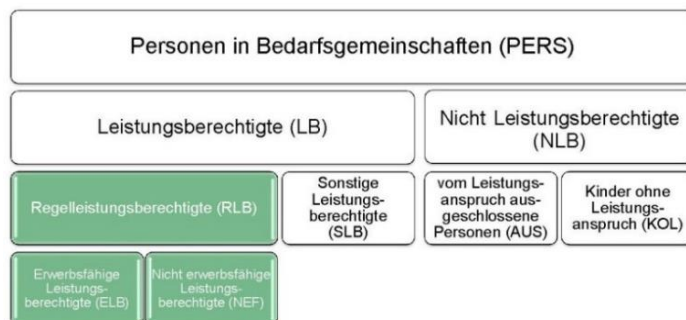 Personen in Bedarfsgemeinschaften (PERS)
Leistungsberechtigte (LB)
Nicht Leistungsberechtigte
(NLB)
Regelleistungsberechtigte (RLB)
Sonstige
Leistungs-
berechtigte
(SLB)
vom Leistungs-
anspruch aus-
geschlossene
Personen (AUS)
Kinder ohne
Leistungs-
anspruch (KOL)
Erwerbsfähige
Leistungs-
berechtigte (ELB)
Nicht erwerbsfähige
Leistungs-
berechtigte (NEF)